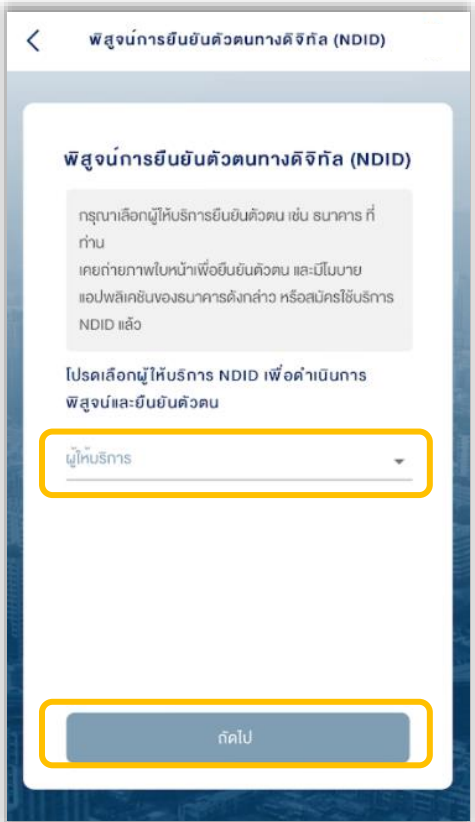 พิสูจน์การยืนยันตัวตนทางดิจิทัล (NDID)
พิสูจน์การยืนยันตัวตนทางดิจิทัล (NDID)
กรุณาเลือกผู้ให้บริการยืนยันตัวตน เช่น ธนาคาร ที่
ท่าน
เคยถ่ายภาพใบหน้าเพื่อยืนยันตัวตน และมีโมบาย
แอปพลิเคชันของธนาคารดังกล่าว หรือสมัครใช้บริการ
NDID แล้ว
โปรดเลือกผู้ให้บริการ NDID เพื่อดำเนินการ
พิสูจน์และยืนยันตัวตน
ผู้ให้บริการ
ถัดไป